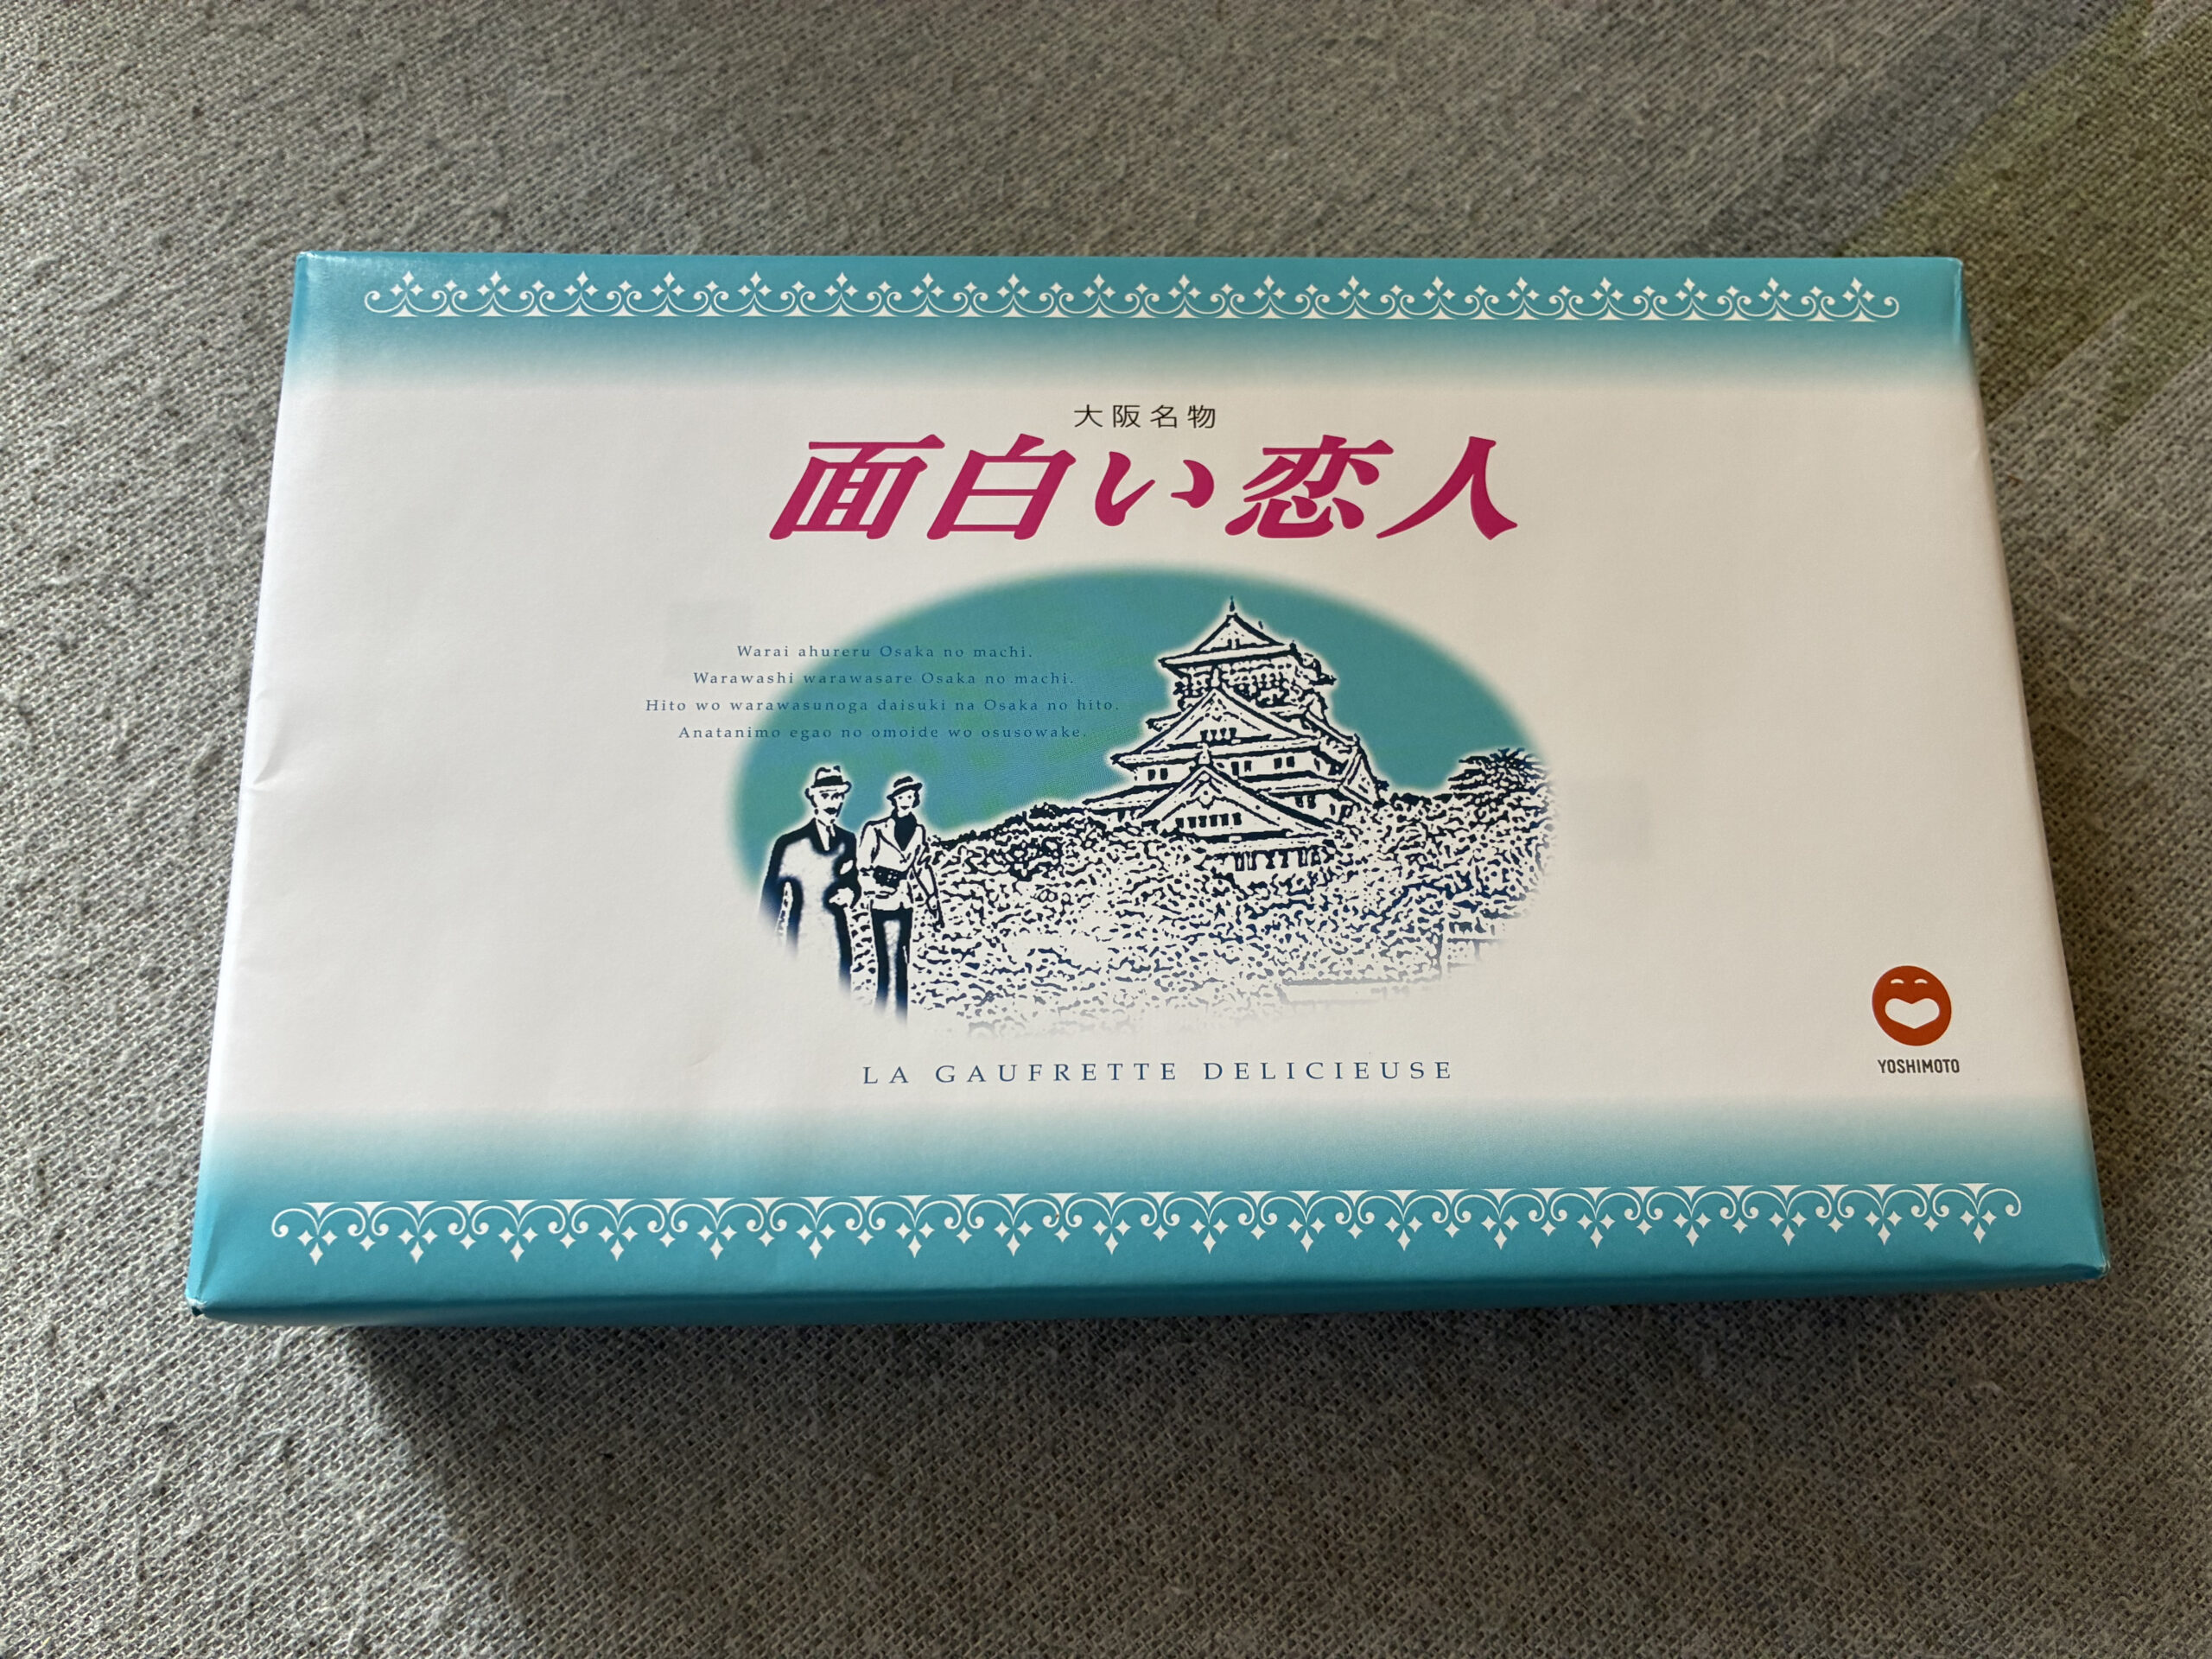 大阪名物
面白い恋人
Warai ahureru Osaka no machi.
Warawashi warawasare Osaka no machi.
Hito wo warawasunoga daisuki na Osaka no hito.
Anatanimo egao no omoide wo osusowake.
LA GAUFRETTE DELICIEUSE
YOSHIMOTO